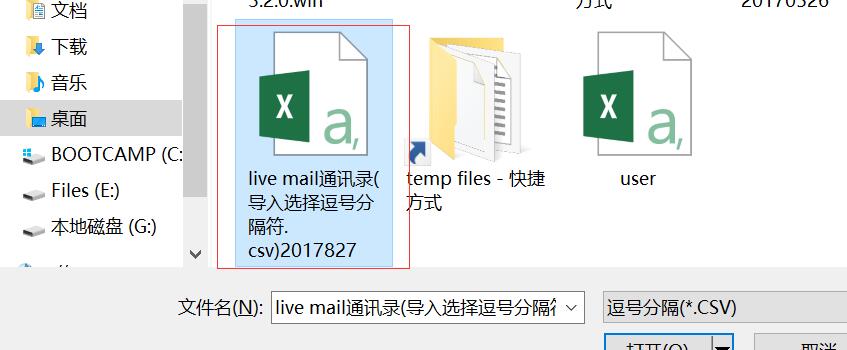 3.2.0.win
方式
20170326
文档
下载
音乐
桌面
BOOTCAMP (C:
Files (E:)
本地磁盘 (G:)
X
a,
live mail通讯录(
导入选择逗号分
隔符.
csv)2017827
temp files - 快捷
方式
X
a,
user
文件名(N):
live mail通讯录(导入选择逗号分隔符
逗号分隔(*.CSV)
打开(O)
取消